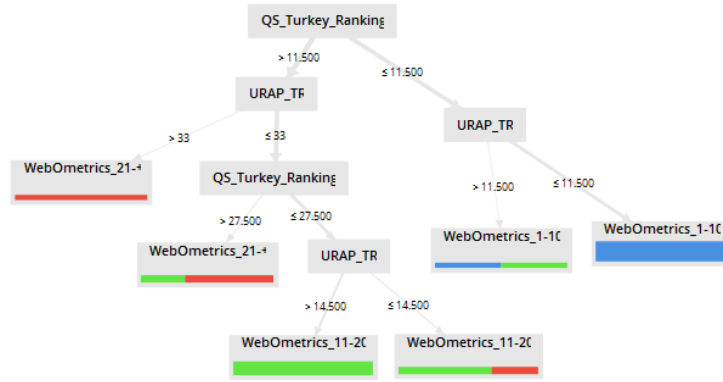 QS_Turkey_Ranking
> 11.500
≤ 11.500
URAP_TR
URAP_TR
> 33
≤ 33
WebOmetrics_21-+
QS_Turkey_Ranking
> 11.500
≤ 11.500
> 27.500
≤ 27.500
WebOmetrics_1-10
WebOmetrics_1-10
WebOmetrics_21-+
URAP_TR
> 14.500
≤ 14.500
WebOmetrics_11-20
WebOmetrics_11-20